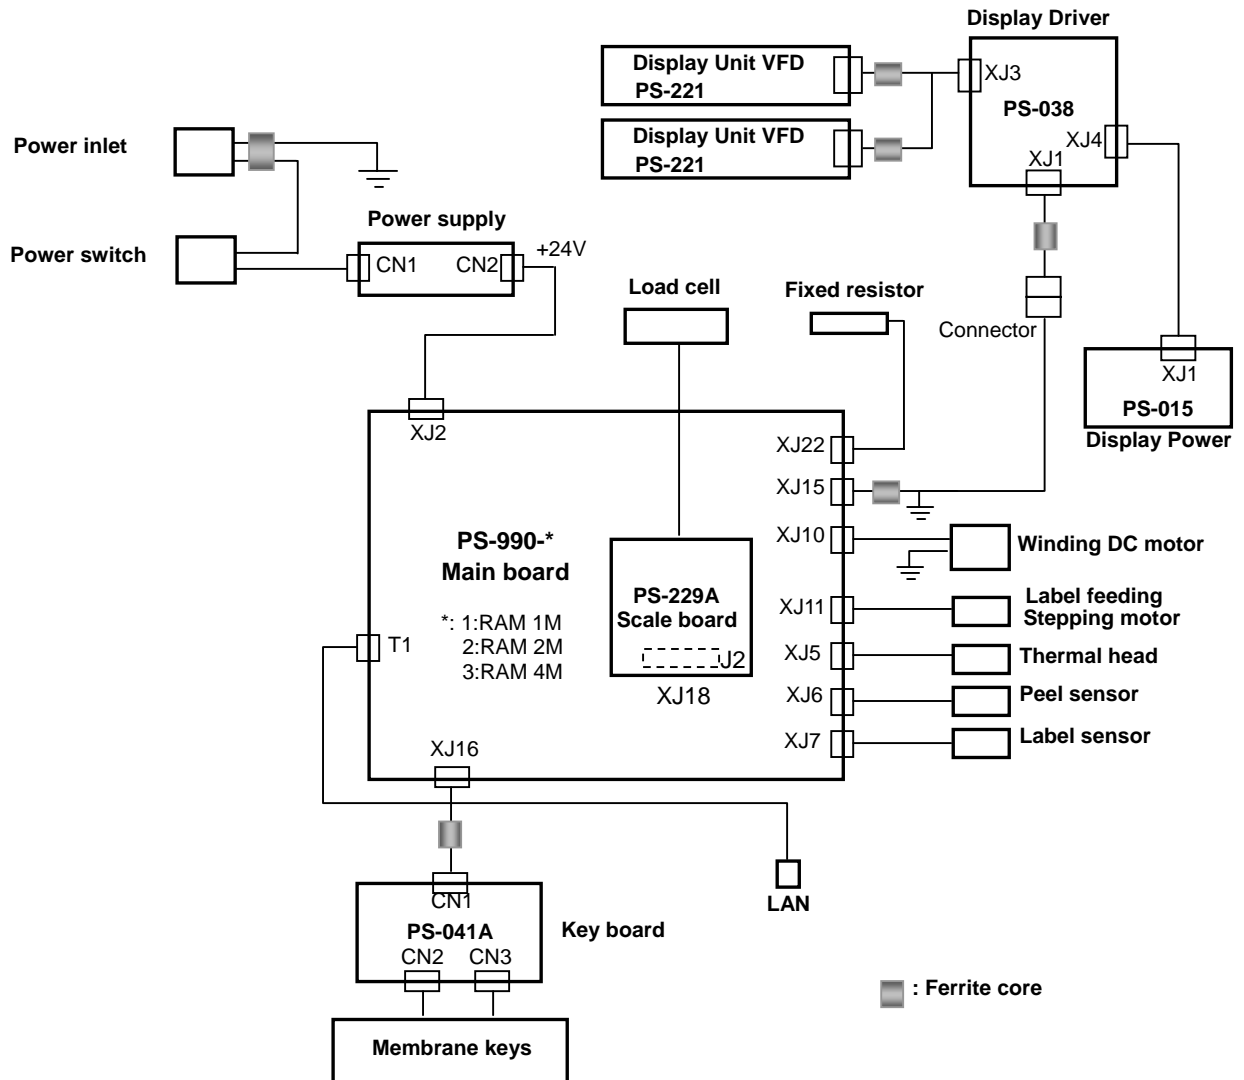 Display Driver
Display Unit VFD
PS-221
XJ3
PS-038
XJ4
XJ1
Display Unit VFD
PS-221
Power inlet
Power switch
Power supply
CN1
CN2
+24V
Load cell
Fixed resistor
Connector
XJ1
PS-015
Display Power
XJ2
XJ22
XJ15
XJ10
Winding DC motor
PS-990-*
Main board
*: 1:RAM 1M
2:RAM 2M
3:RAM 4M
PS-229A
Scale board
J2
XJ18
XJ11
Label feeding
Stepping motor
XJ5
Thermal head
XJ6
Peel sensor
XJ7
Label sensor
T1
XJ16
LAN
CN1
PS-041A
CN2
CN3
Key board
Membrane keys
: Ferrite core